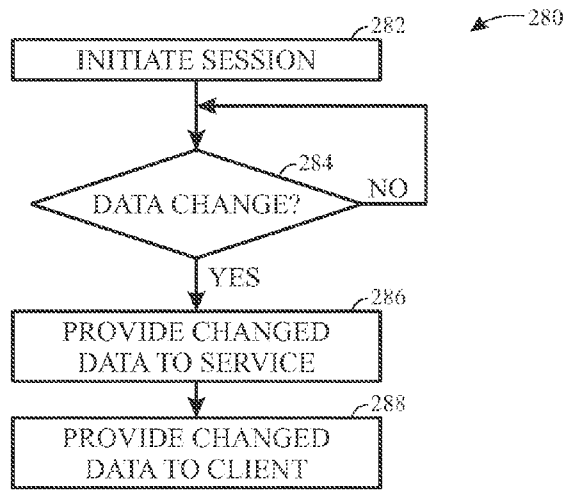 280
282
INITIATE SESSION
284
DATA CHANGE?
NO
YES
286
PROVIDE CHANGED
DATA TO SERVICE
288
PROVIDE CHANGED
DATA TO CLIENT